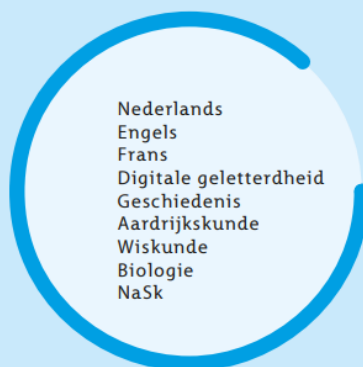 Nederlands
Engels
Frans
Digitale geletterdheid
Geschiedenis
Aardrijkskunde
Wiskunde
Biologie
NaSk